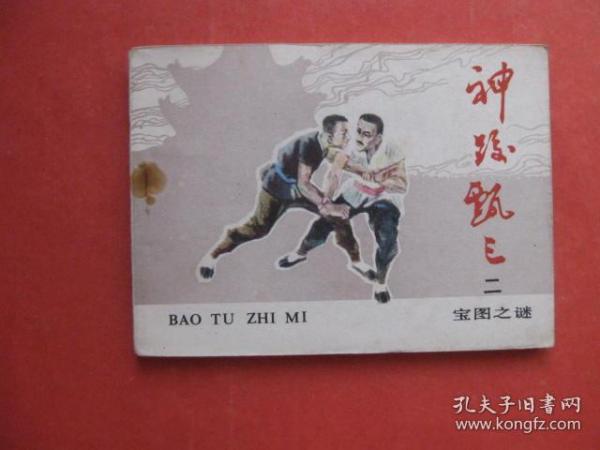 神跤甄三
二
宝图之谜
BAO TU ZHI MI
孔夫子旧书网
www.kongfz.com